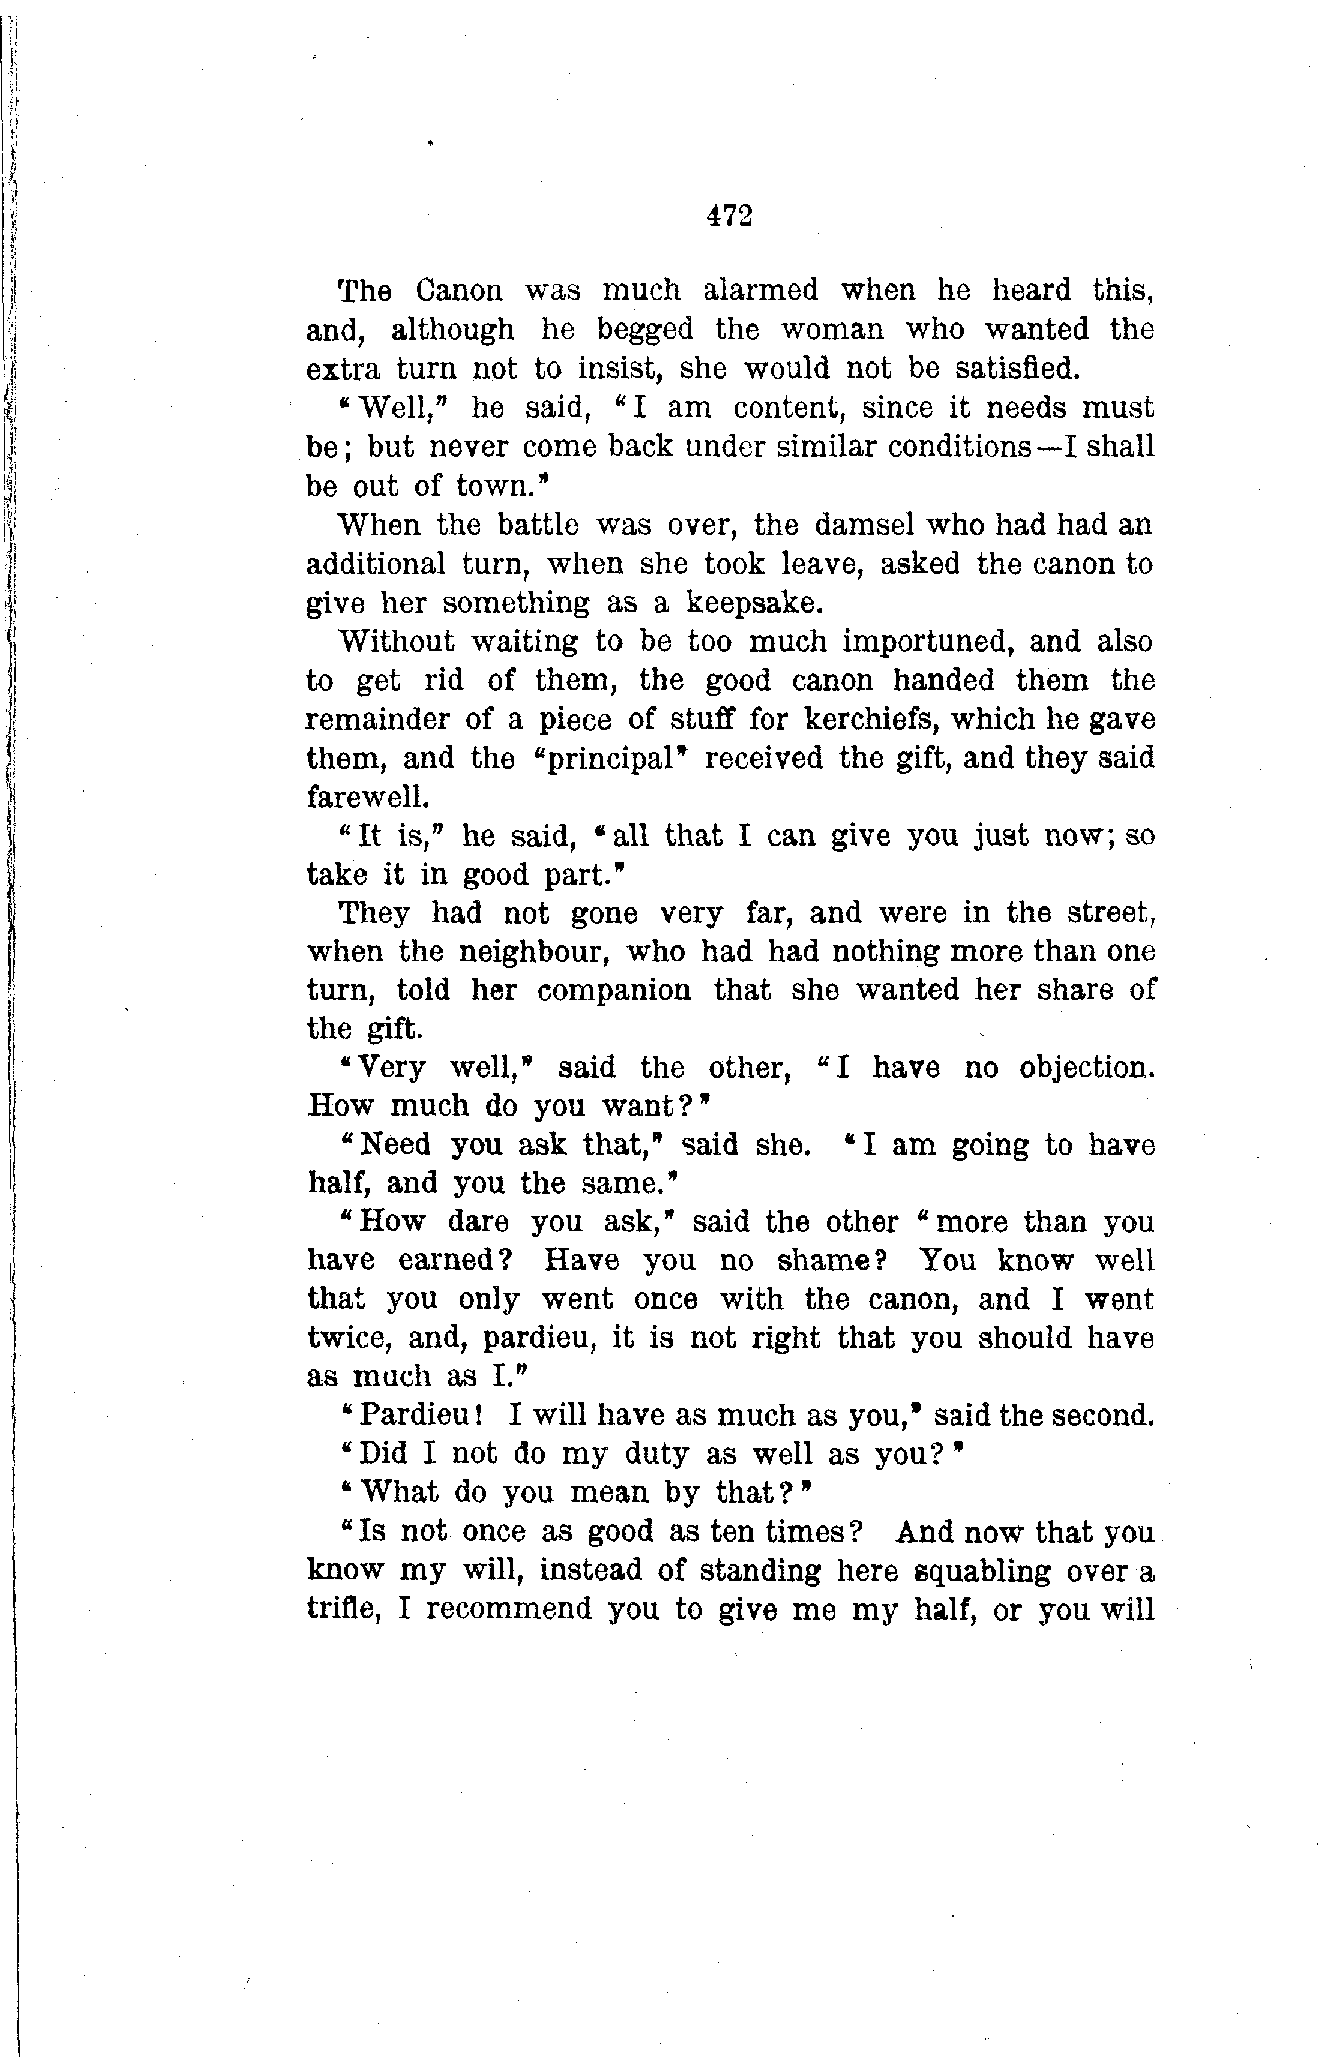 472
The Canon was much alarmed when he heard this,
and, although he begged the woman who wanted the
extra turn not to insist, she would not be satisfied.
“Well,” he said, “I am content, since it needs must
be; but never come back under similar conditions—I shall
be out of town.”
When the battle was over, the damsel who had had an
additional turn, when she took leave, asked the canon to
give her something as a keepsake.
Without waiting to be too much importuned, and also
to get rid of them, the good canon handed them the
remainder of a piece of stuff for kerchiefs, which he gave
them, and the “principal” received the gift, and they said
farewell.
“It is,” he said, “all that I can give you just now; so
take it in good part.”
They had not gone very far, and were in the street,
when the neighbour, who had had nothing more than one
turn, told her companion that she wanted her share of
the gift.
“Very well,” said the other, “I have no objection.
How much do you want?”
“Need you ask that,” said she. “I am going to have
half, and you the same.”
“How dare you ask,” said the other “more than you
have earned? Have you no shame? You know well
that you only went once with the canon, and I went
twice, and, pardieu, it is not right that you should have
as much as I.”
“Pardieu! I will have as much as you,” said the second.
“Did I not do my duty as well as you?”
“What do you mean by that?”
“Is not once as good as ten times? And now that you
know my will, instead of standing here squabling over a
trifle, I recommend you to give me my half, or you will